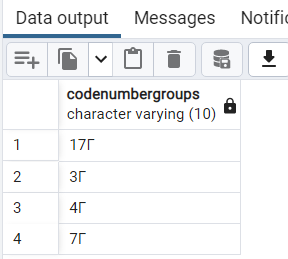 Data output Messages Notific
codenumbergroups
character varying (10)
1 17Г
2 3Г
3 4Г
4 7Г